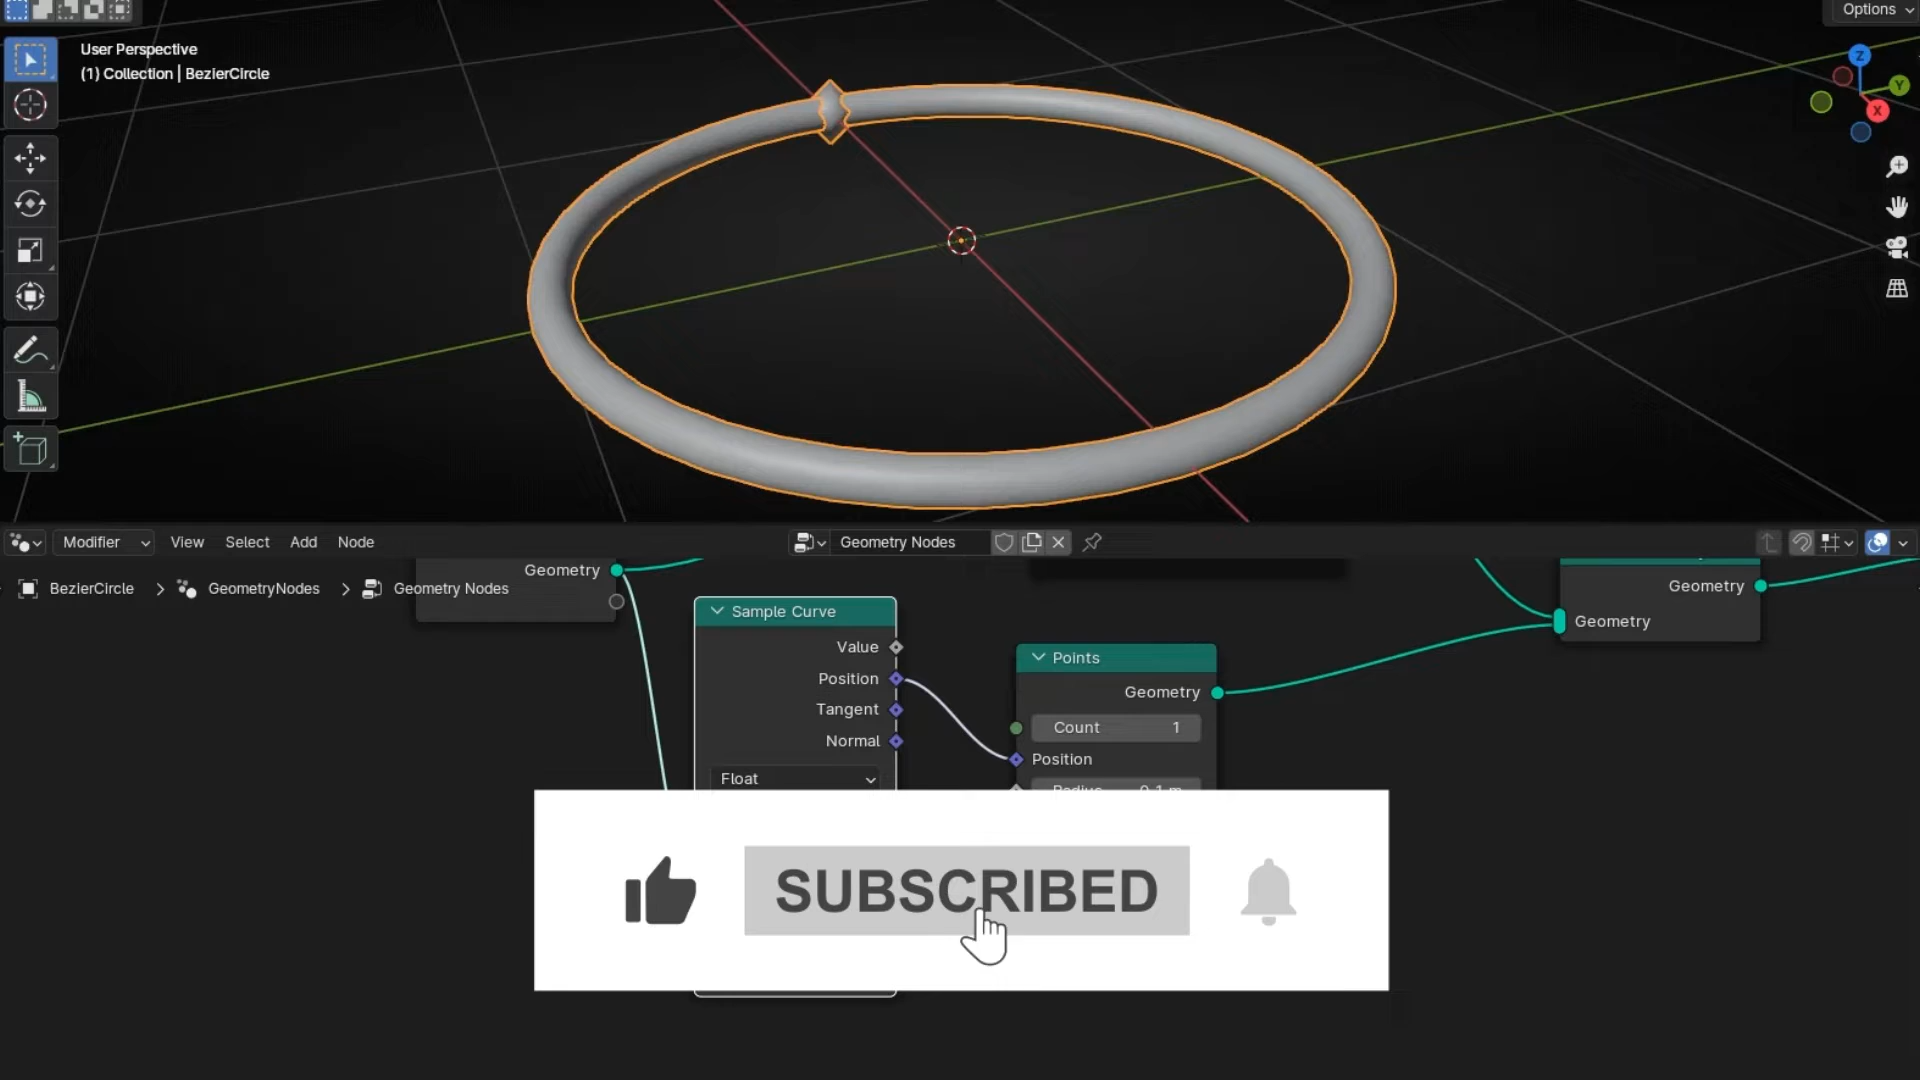 Options
User Perspective
(1) Collection | BezierCircle
Z
Y
X
Modifier View Select Add Node
Geometry Nodes
BezierCircle
GeometryNodes
Geometry Nodes
Geometry
Sample Curve
Value
Position
Tangent
Normal
Float
Points
Geometry
Count 1
Position
Geometry
Geometry
SUBSCRIBED